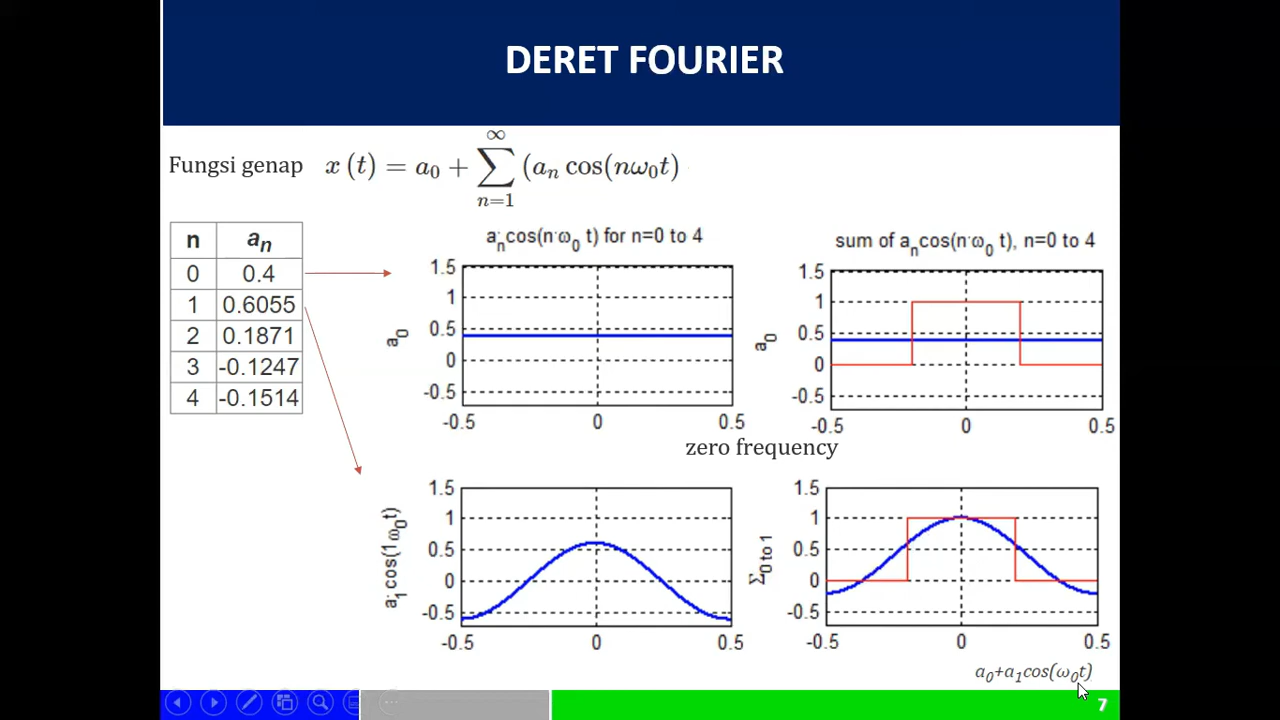 DERET FOURIER
Fungsi genap x (t) = a₀ + ∑ₙ₌₁^∞ (aₙ cos(nω₀t)
n aₙ
0 0.4
1 0.6055
2 0.1871
3 -0.1247
4 -0.1514
aₙ·cos(n·ω₀ t) for n=0 to 4
1.5
1
0.5
0
-0.5
a₀
-0.5 0 0.5
sum of aₙcos(n·ω₀ t), n=0 to 4
1.5
1
0.5
0
-0.5
a₀
-0.5 0 0.5
zero frequency
1.5
1
0.5
0
-0.5
a₁·cos(1ω₀t)
-0.5 0 0.5
1.5
1
0.5
0
-0.5
Σ₀ to 1
-0.5 0 0.5
a₀+a₁cos(ω₀t)
7